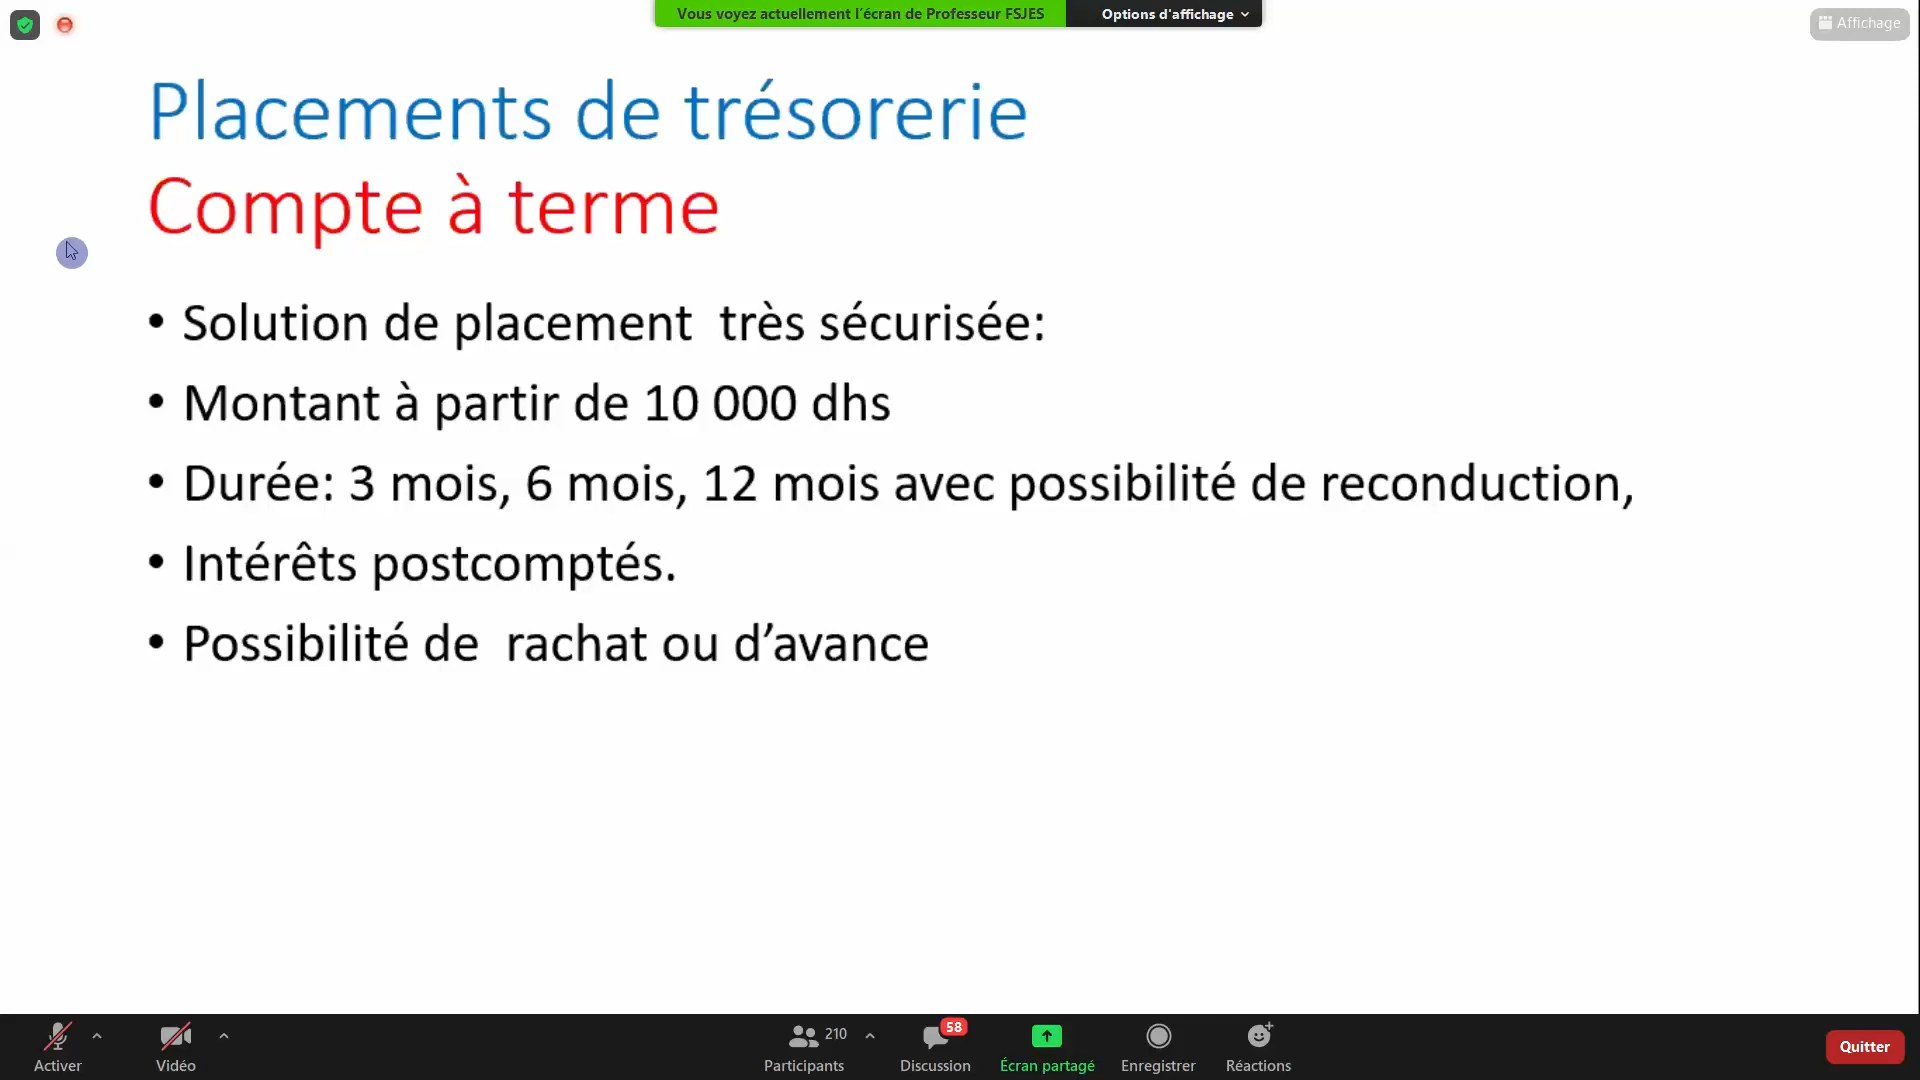 Vous voyez actuellement l'écran de Professeur FSJES
Options d'affichage
Affichage
Placements de trésorerie
Compte à terme
• Solution de placement très sécurisée:
• Montant à partir de 10 000 dhs
• Durée: 3 mois, 6 mois, 12 mois avec possibilité de reconduction,
• Intérêts postcomptés.
• Possibilité de rachat ou d’avance
210
58
Activer
Vidéo
Participants
Discussion
Écran partagé
Enregistrer
Réactions
Quitter